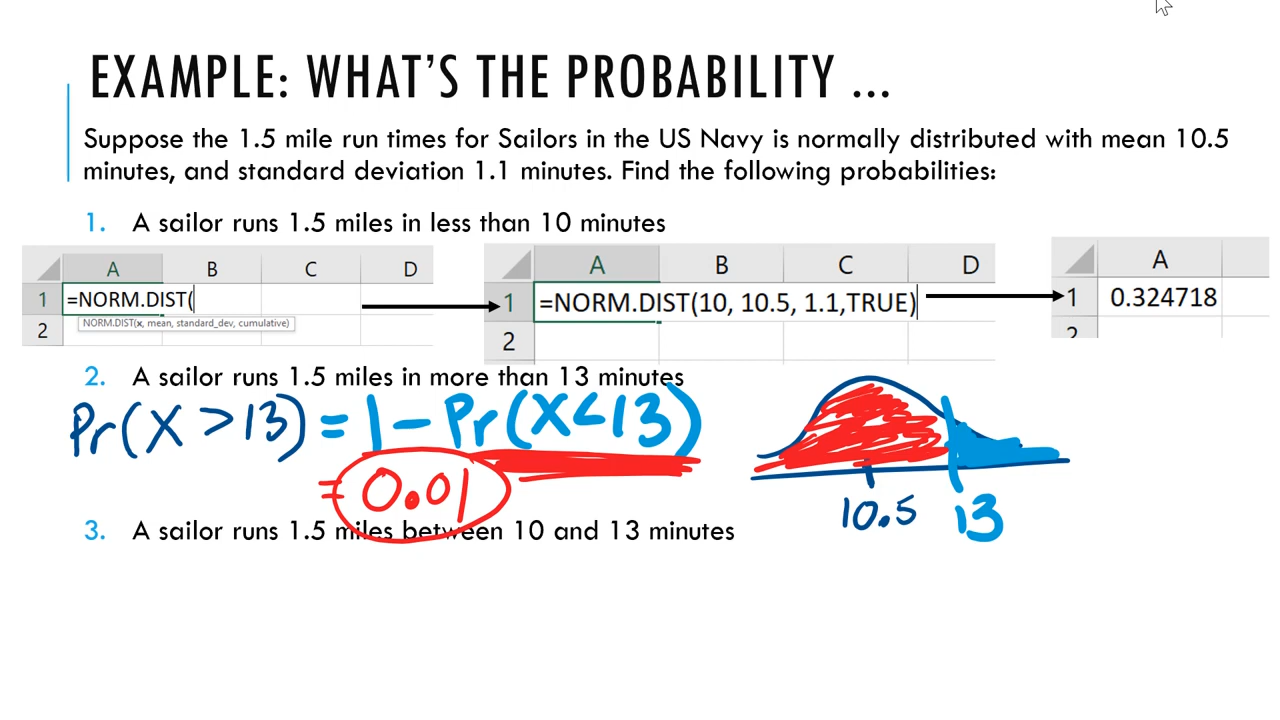 EXAMPLE: WHAT'S THE PROBABILITY ...
Suppose the 1.5 mile run times for Sailors in the US Navy is normally distributed with mean 10.5
minutes, and standard deviation 1.1 minutes. Find the following probabilities:
1. A sailor runs 1.5 miles in less than 10 minutes
A B C D
1 =NORM.DIST(
NORM.DIST(x, mean, standard_dev, cumulative)
2
A B C D
1 =NORM.DIST(10, 10.5, 1.1,TRUE)
2
A
1 0.324718
2
2. A sailor runs 1.5 miles in more than 13 minutes
Pr(X > 13) = 1 - Pr(X < 13)
= 0.01
10.5 13
3. A sailor runs 1.5 miles between 10 and 13 minutes